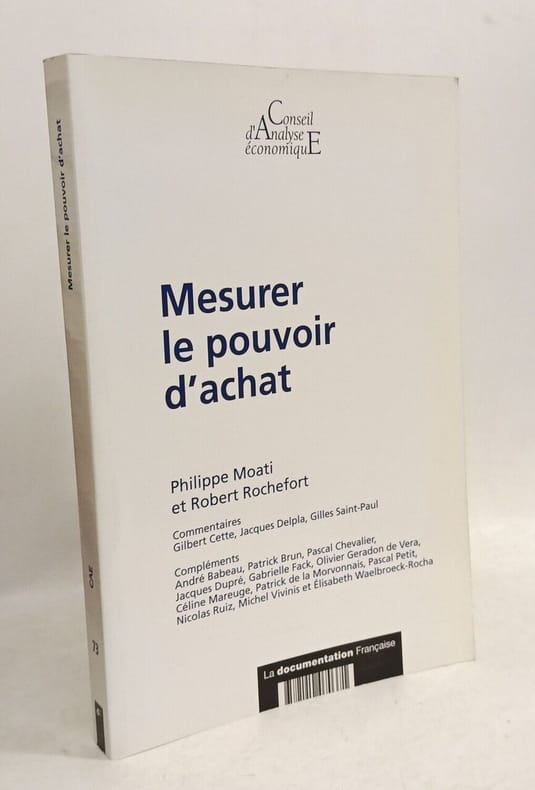 Conseil
d'Analyse
économiquE
Mesurer
le pouvoir
d'achat
Philippe Moati
et Robert Rochefort
Commentaires
Gilbert Cette, Jacques Delpla, Gilles Saint-Paul
Compléments
André Babeau, Patrick Brun, Pascal Chevalier,
Jacques Dupré, Gabrielle Fack, Olivier Geradon de Vera,
Céline Mareuge, Patrick de la Morvonnais, Pascal Petit,
Nicolas Ruiz, Michel Vivinis et Élisabeth Waelbroeck-Rocha
La documentation Française
Mesurer le pouvoir d'achat
CAE
73